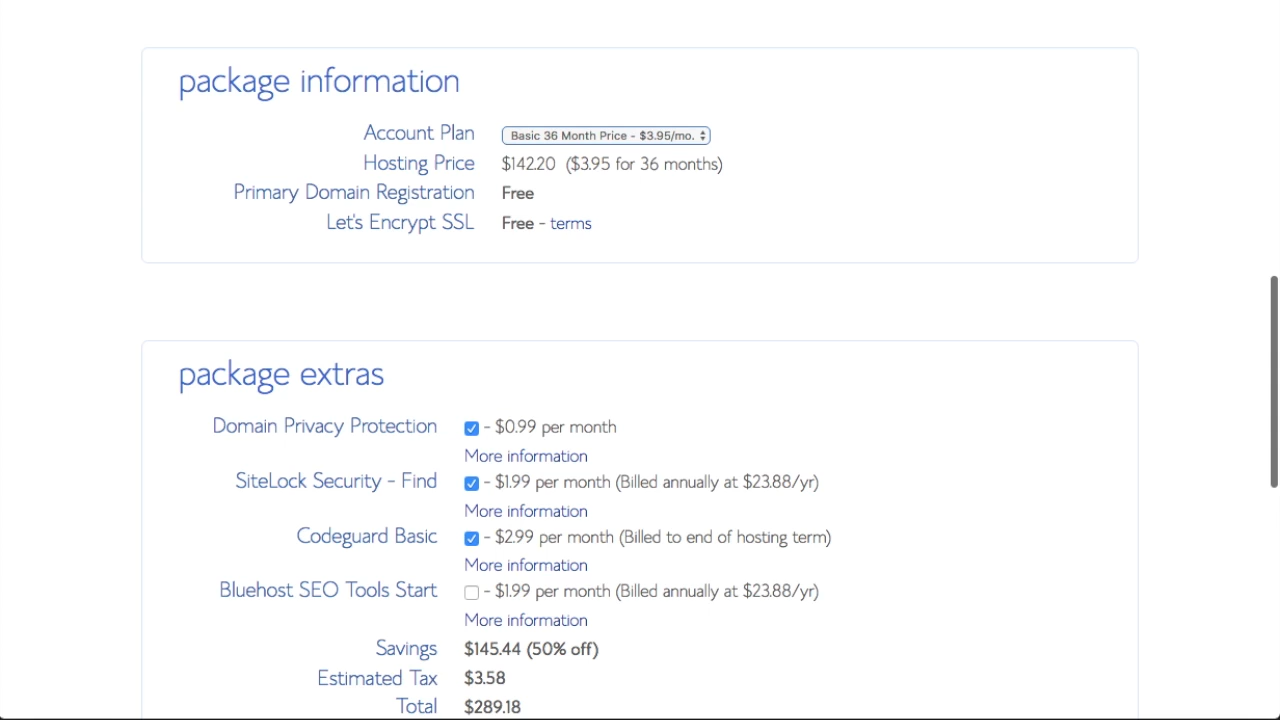 package information
Account Plan Basic 36 Month Price - $3.95/mo.
Hosting Price $142.20 ($3.95 for 36 months)
Primary Domain Registration Free
Let's Encrypt SSL Free - terms
package extras
Domain Privacy Protection - $0.99 per month
More information
SiteLock Security - Find - $1.99 per month (Billed annually at $23.88/yr)
More information
Codeguard Basic - $2.99 per month (Billed to end of hosting term)
More information
Bluehost SEO Tools Start - $1.99 per month (Billed annually at $23.88/yr)
More information
Savings $145.44 (50% off)
Estimated Tax $3.58
Total $289.18